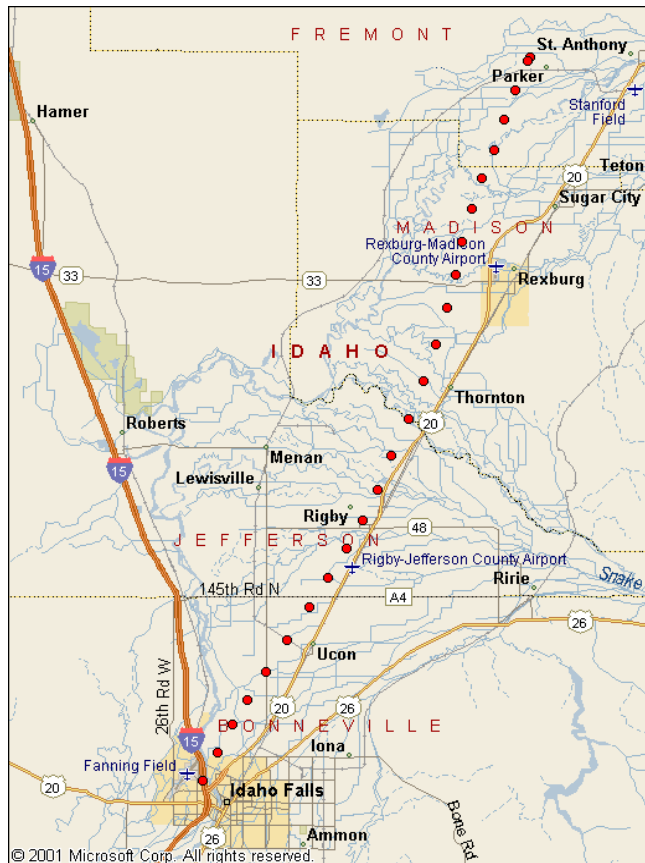 FREMONT
St. Anthony
Parker
Stanford
Field
Hamer
20
Teton
Sugar City
MADISON
Rexburg-Madison
County Airport
15
33
33
Rexburg
IDAHO
Thornton
20
Roberts
Menan
15
Lewisville
Rigby
48
JEFFERSON
Rigby-Jefferson County Airport
Ririe
Snake
145th Rd N
A4
26
Ucon
26th Rd W
20
26
BONNEVILLE
15
Iona
Fanning Field
20
Idaho Falls
Bone Rd
26
Ammon
© 2001 Microsoft Corp. All rights reserved.